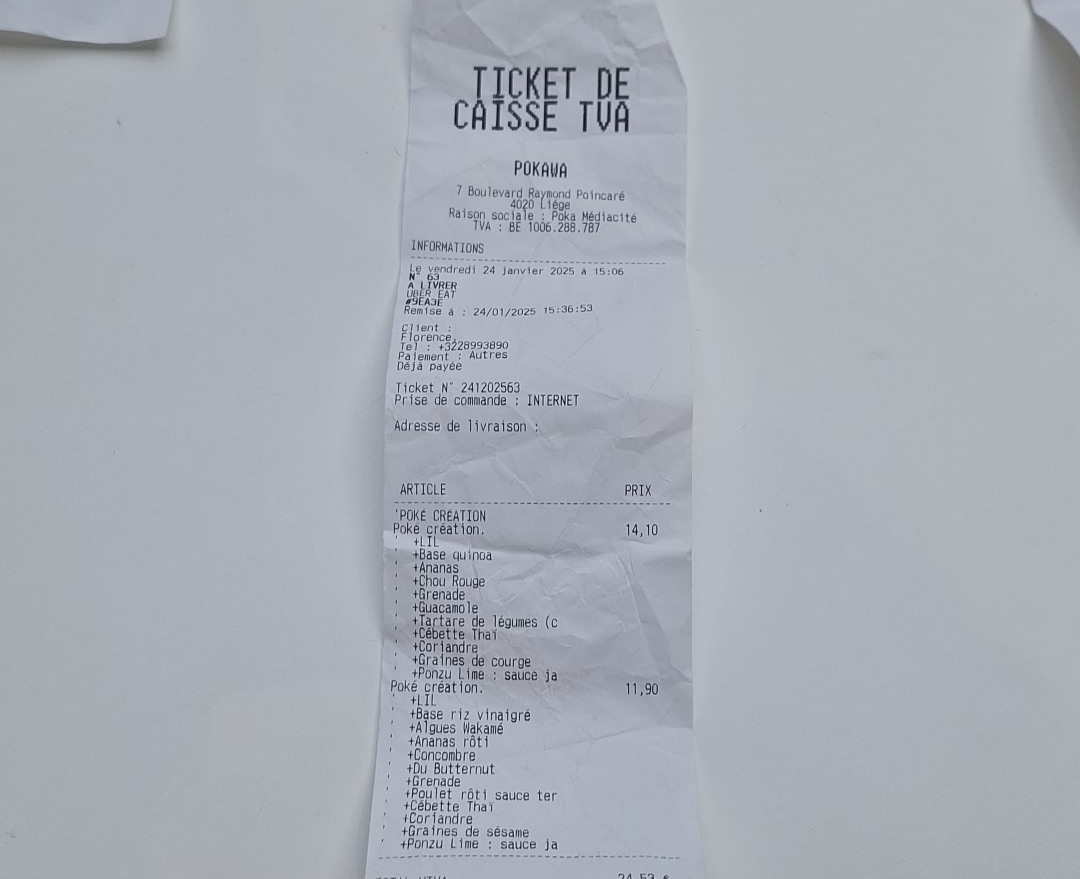 TICKET DE
CAISSE TVA
POKAWA
7 Boulevard Raymond Poincaré
4020 Liége
Raison sociale : Poka Médiacité
TVA : BE 1006.288.787
INFORMATIONS
Le vendredi 24 janvier 2025 à 15:06
N° 63
A LIVRER
UBER EAT
#9EA3E
Remise à : 24/01/2025 15:36:53
Client :
Florence,
Tel : +3228993890
Paiement : Autres
Déjà payée
Ticket N° 241202563
Prise de commande : INTERNET
Adresse de livraison :
ARTICLE PRIX
'POKÉ CRÉATION
Poké création. 14,10
' +LIL
' +Base quinoa
' +Ananas
' +Chou Rouge
' +Grenade
' +Guacamole
' +Tartare de légumes (c
' +Cébette Thaï
' +Coriandre
' +Graines de courge
' +Ponzu Lime : sauce ja
Poké création. 11,90
' +LIL
' +Base riz vinaigré
' +Algues Wakamé
' +Ananas rôti
' +Concombre
' +Du Butternut
' +Grenade
' +Poulet rôti sauce ter
' +Cébette Thaï
' +Coriandre
' +Graines de sésame
' +Ponzu Lime : sauce ja